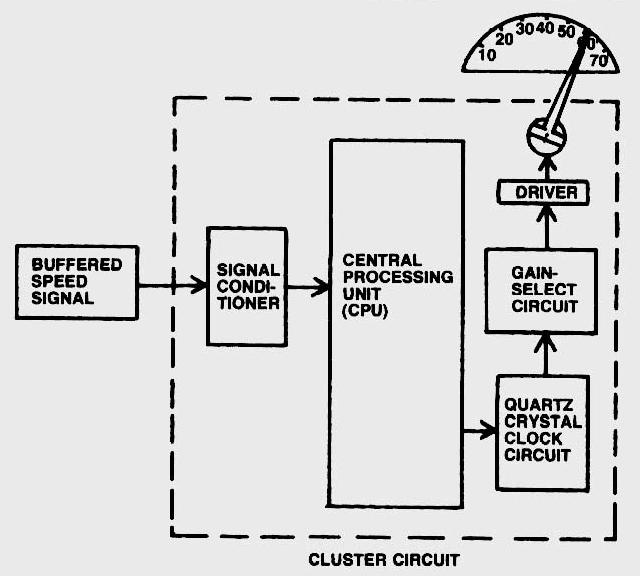 10 20 30 40 50 60 70
DRIVER
BUFFERED
SPEED
SIGNAL
SIGNAL
CONDI-
TIONER
CENTRAL
PROCESSING
UNIT
(CPU)
GAIN-
SELECT
CIRCUIT
QUARTZ
CRYSTAL
CLOCK
CIRCUIT
CLUSTER CIRCUIT